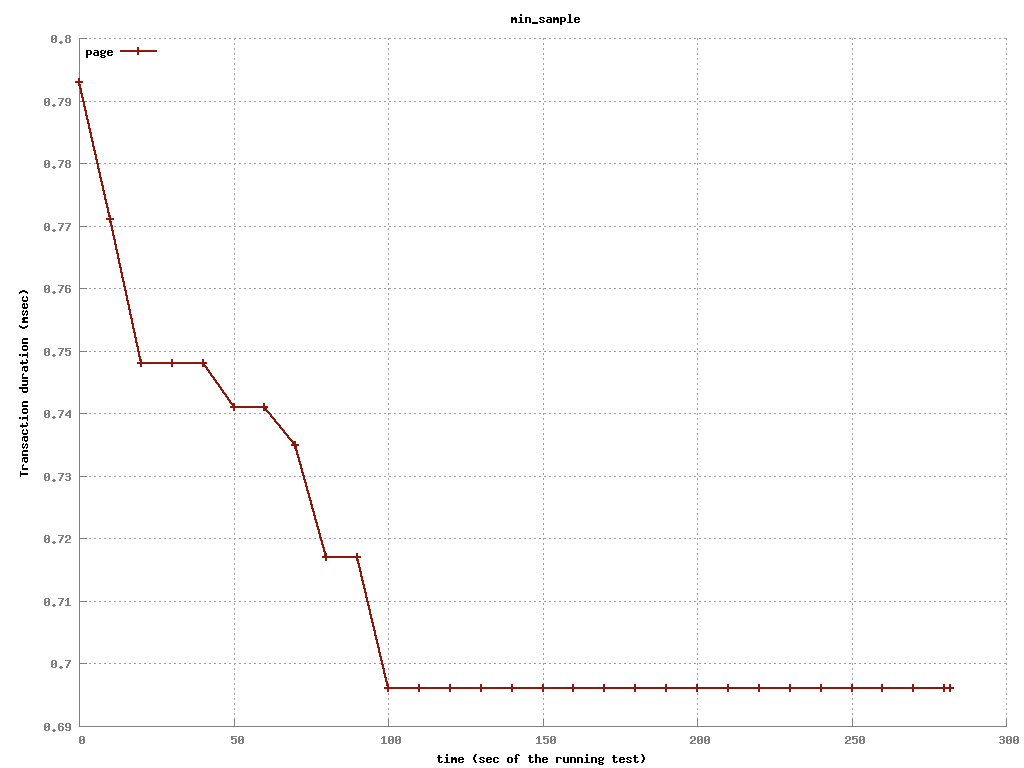 min_sample
page
0.8
0.79
0.78
0.77
0.76
0.75
0.74
0.73
0.72
0.71
0.7
0.69
Transaction duration (msec)
0 50 100 150 200 250 300
time (sec of the running test)